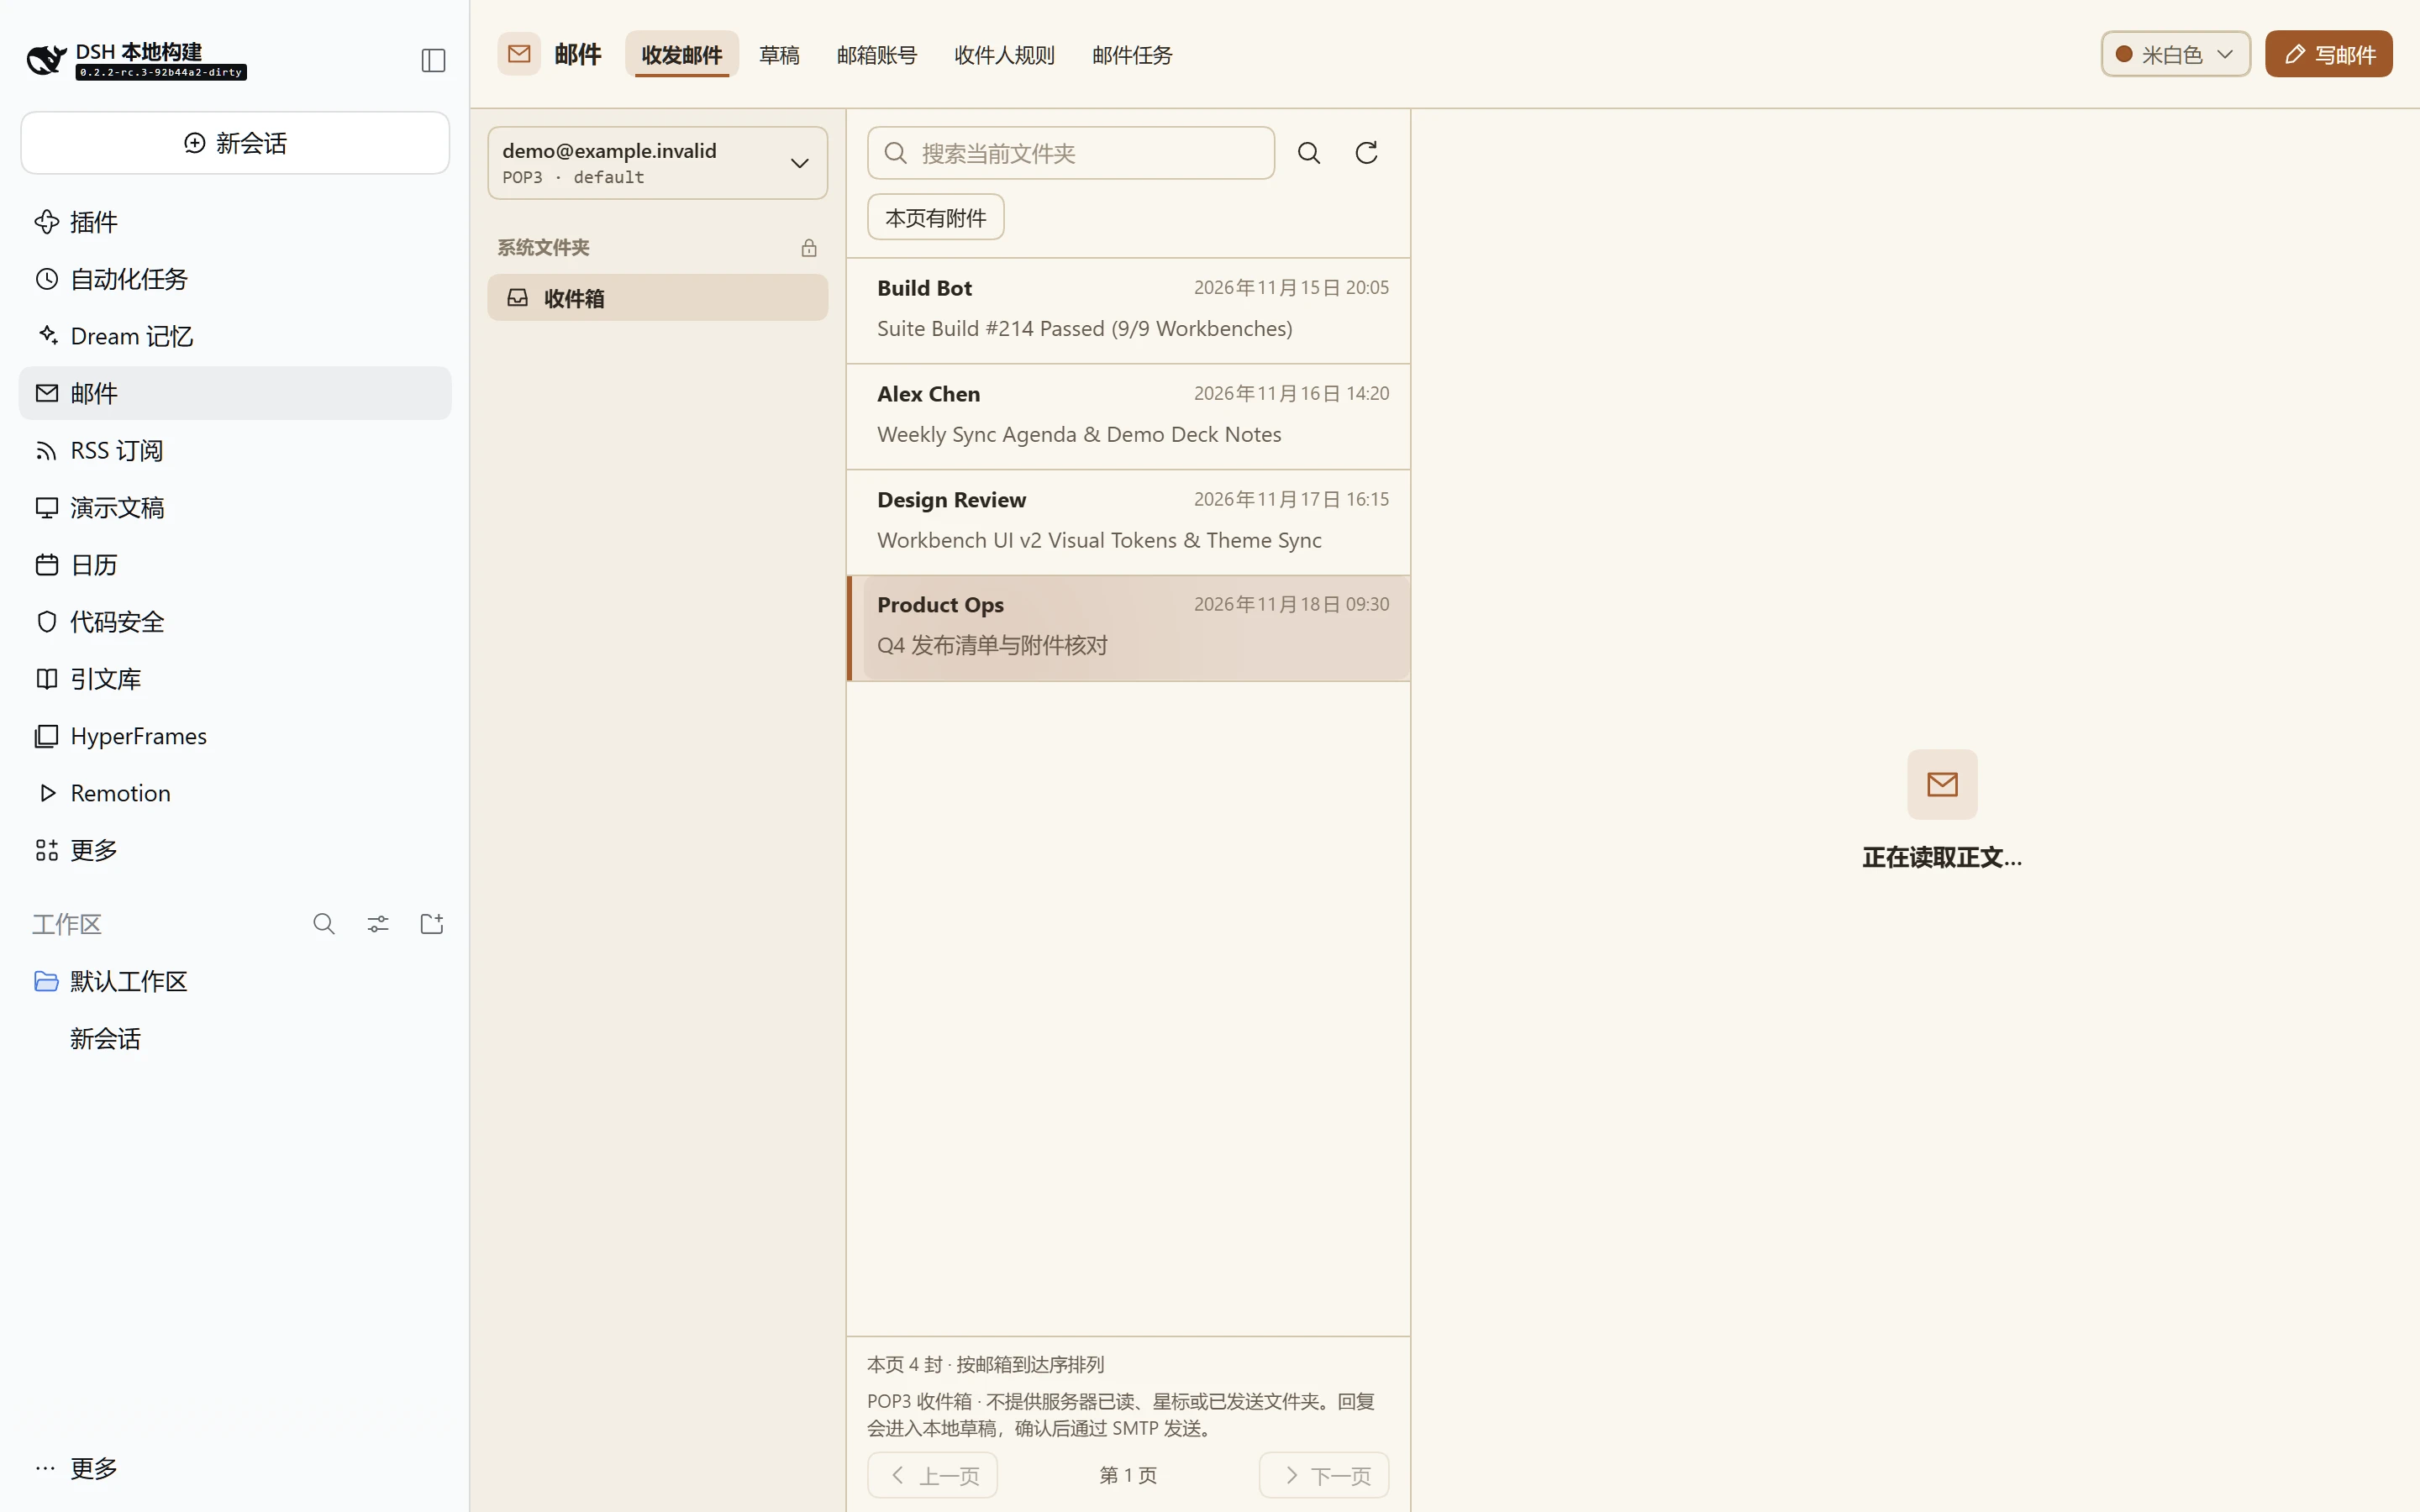 DSH 本地构建
0.2.2-rc.3-92b44a2-dirty
新会话
插件
自动化任务
Dream 记忆
邮件
RSS 订阅
演示文稿
日历
代码安全
引文库
HyperFrames
Remotion
更多
工作区
默认工作区
新会话
更多
邮件
收发邮件
草稿
邮箱账号
收件人规则
邮件任务
米白色
写邮件
demo@example.invalid
POP3 · default
系统文件夹
收件箱
搜索当前文件夹
本页有附件
Build Bot 2026年11月15日 20:05
Suite Build #214 Passed (9/9 Workbenches)
Alex Chen 2026年11月16日 14:20
Weekly Sync Agenda & Demo Deck Notes
Design Review 2026年11月17日 16:15
Workbench UI v2 Visual Tokens & Theme Sync
Product Ops 2026年11月18日 09:30
Q4 发布清单与附件核对
本页 4 封 · 按邮箱到达序排列
POP3 收件箱 · 不提供服务器已读、星标或已发送文件夹。回复
会进入本地草稿，确认后通过 SMTP 发送。
上一页
第 1 页
下一页
正在读取正文...